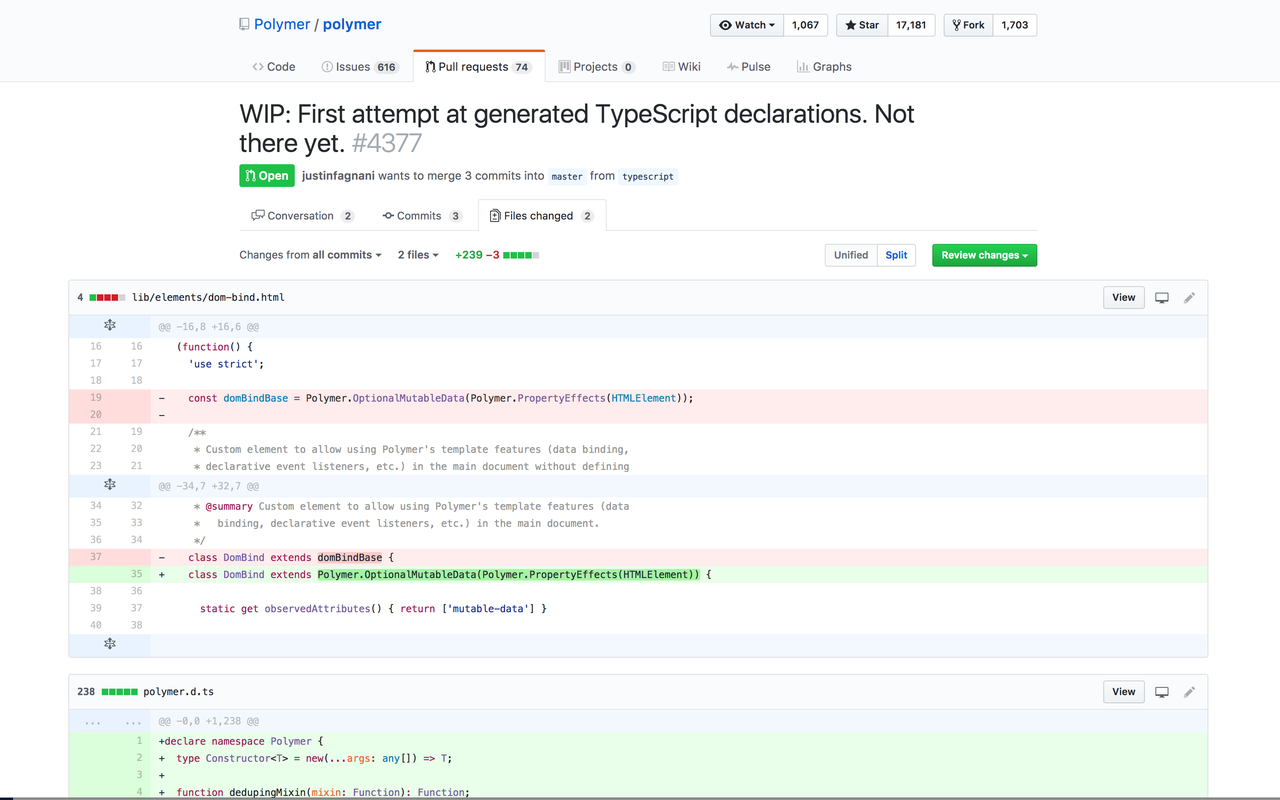 Polymer / polymer
Watch 1,067 Star 17,181 Fork 1,703
Code Issues 616 Pull requests 74 Projects 0 Wiki Pulse Graphs
WIP: First attempt at generated TypeScript declarations. Not
there yet. #4377
Open justinfagnani wants to merge 3 commits into master from typescript
Conversation 2 Commits 3 Files changed 2
Changes from all commits 2 files +239 −3 Unified Split Review changes
4 lib/elements/dom-bind.html View
@@ -16,8 +16,6 @@
16 16 (function() {
17 17 'use strict';
18 18
19 - const domBindBase = Polymer.OptionalMutableData(Polymer.PropertyEffects(HTMLElement));
20 -
21 19 /**
22 20 * Custom element to allow using Polymer's template features (data binding,
23 21 * declarative event listeners, etc.) in the main document without defining
@@ -34,7 +32,7 @@
34 32 * @summary Custom element to allow using Polymer's template features (data
35 33 * binding, declarative event listeners, etc.) in the main document.
36 34 */
37 - class DomBind extends domBindBase {
35 + class DomBind extends Polymer.OptionalMutableData(Polymer.PropertyEffects(HTMLElement)) {
38 36
39 37 static get observedAttributes() { return ['mutable-data'] }
40 38
238 polymer.d.ts View
... ... @@ -0,0 +1,238 @@
1 +declare namespace Polymer {
2 + type Constructor<T> = new(...args: any[]) => T;
3 +
4 + function dedupingMixin(mixin: Function): Function;